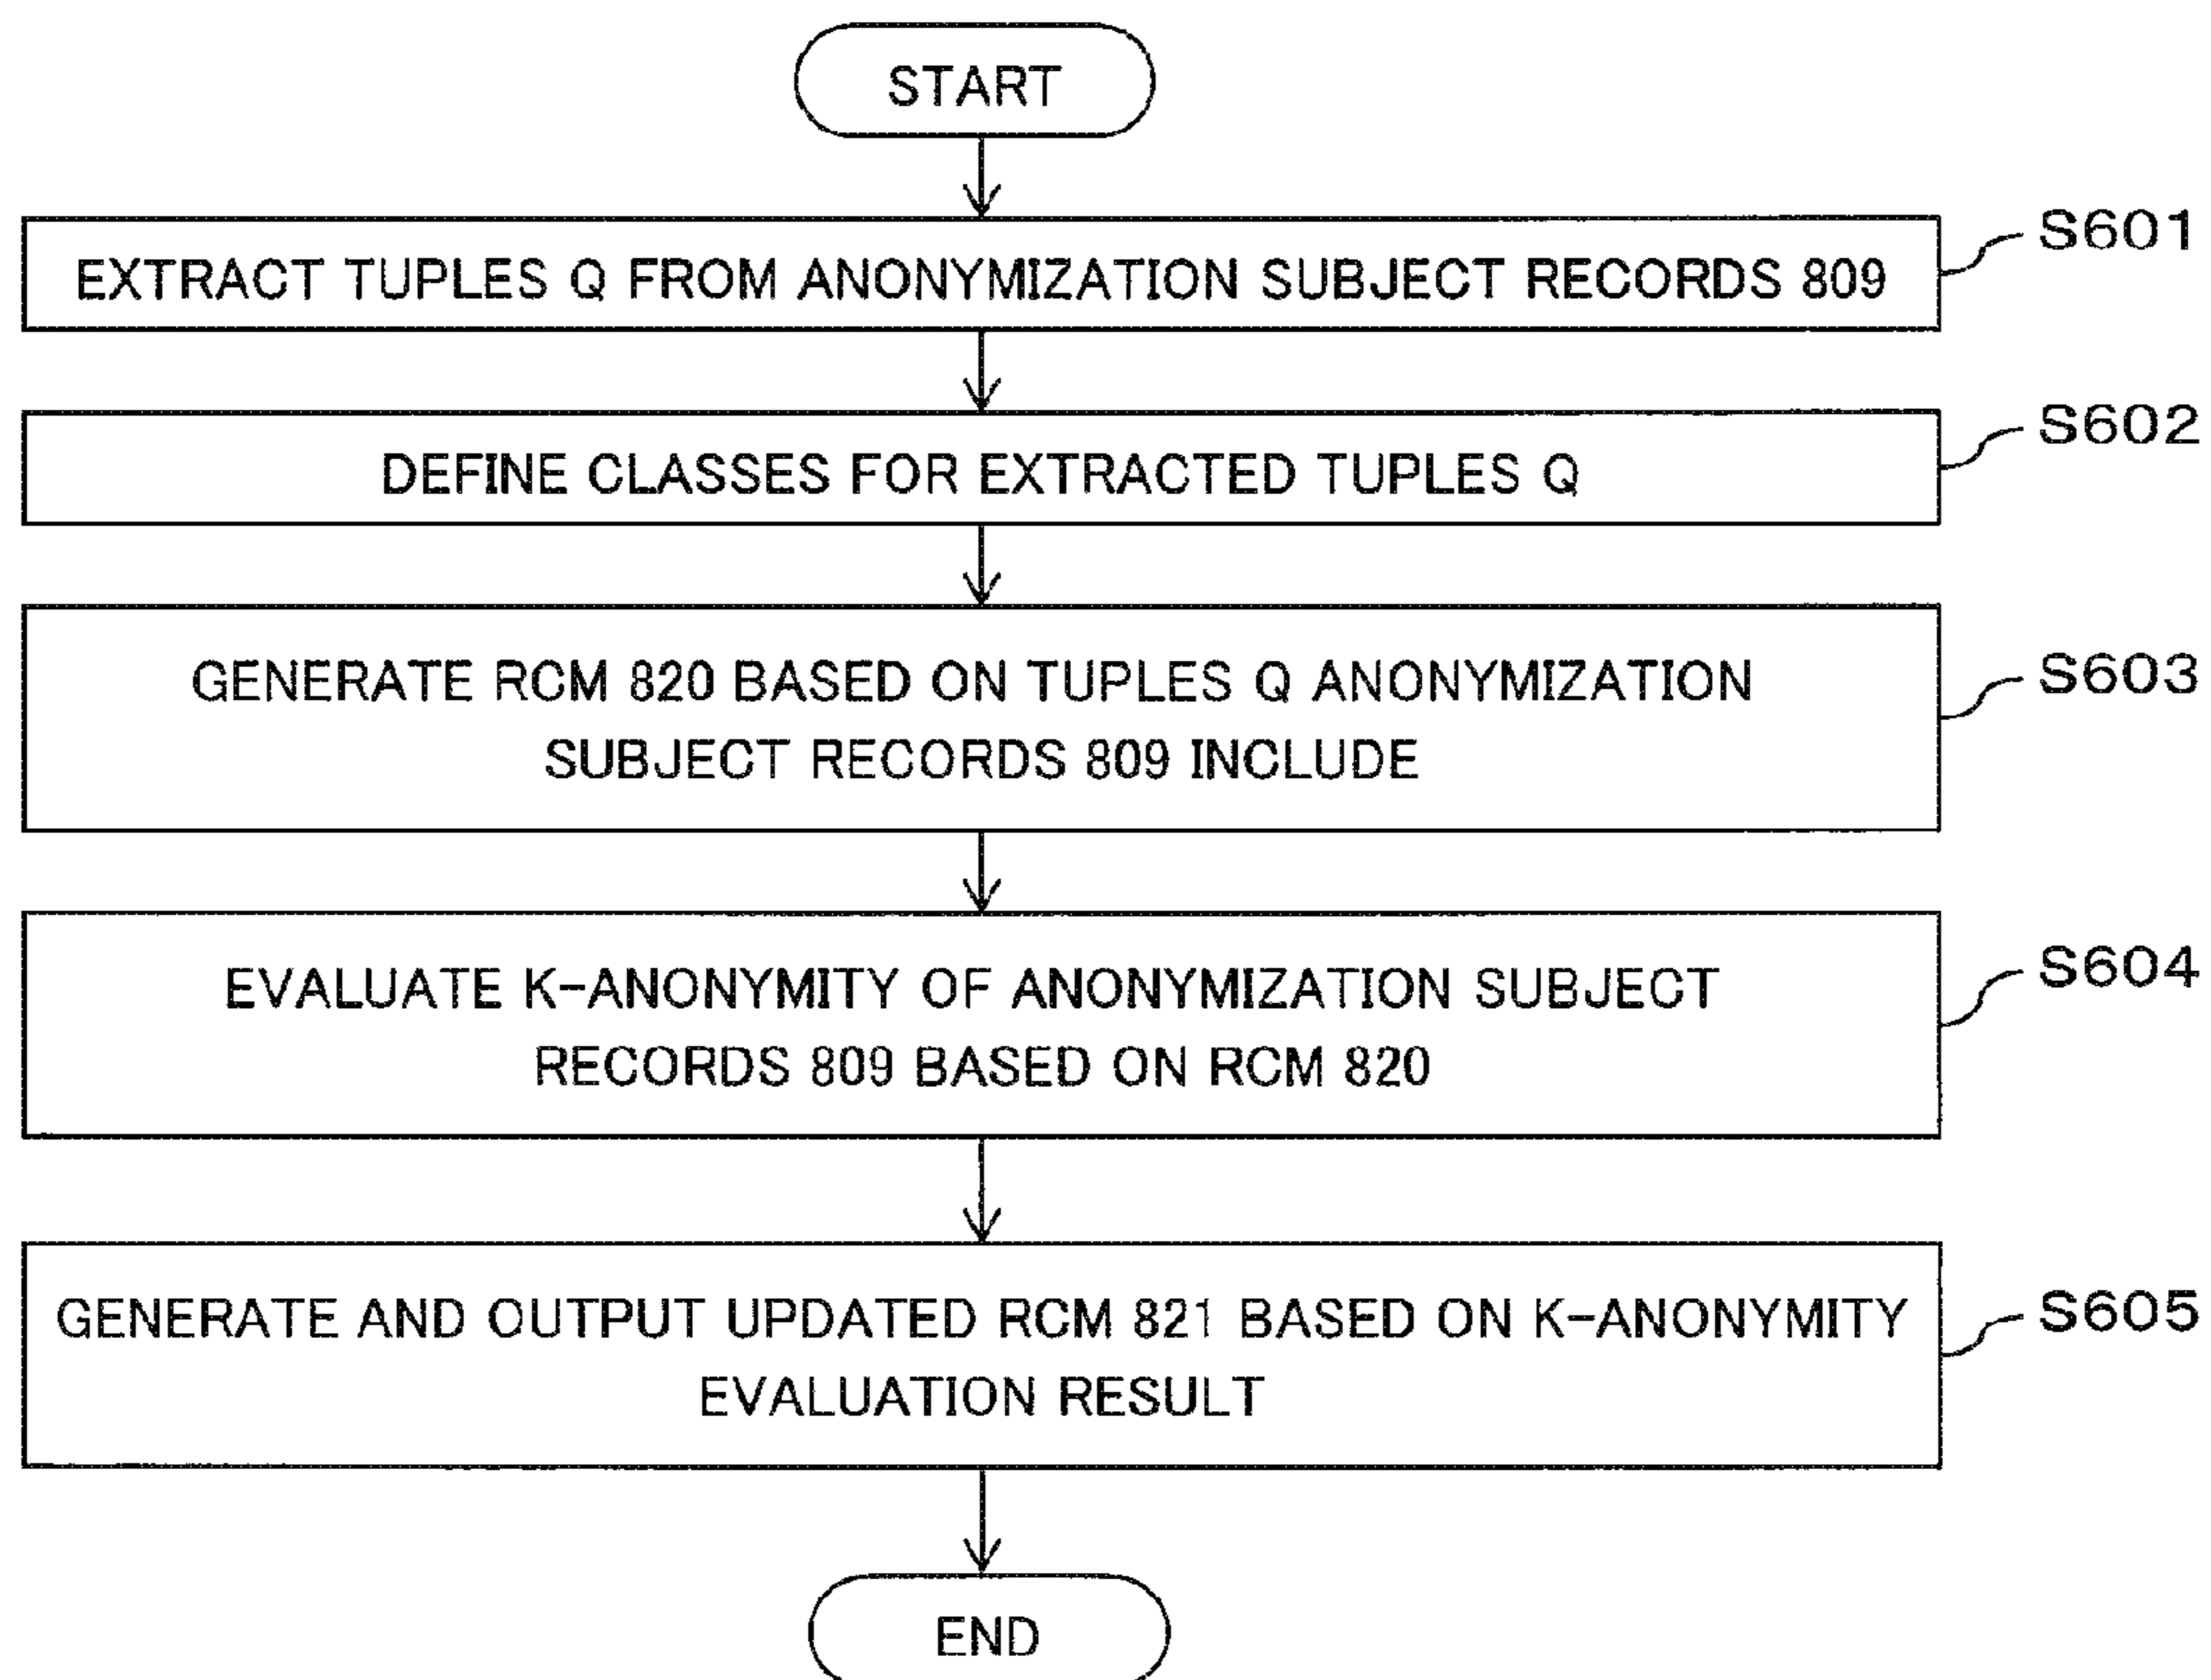 START
EXTRACT TUPLES Q FROM ANONYMIZATION SUBJECT RECORDS 809
S601
DEFINE CLASSES FOR EXTRACTED TUPLES Q
S602
GENERATE RCM 820 BASED ON TUPLES Q ANONYMIZATION
SUBJECT RECORDS 809 INCLUDE
S603
EVALUATE K-ANONYMITY OF ANONYMIZATION SUBJECT
RECORDS 809 BASED ON RCM 820
S604
GENERATE AND OUTPUT UPDATED RCM 821 BASED ON K-ANONYMITY
EVALUATION RESULT
S605
END